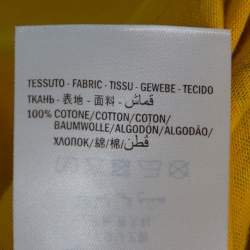 TESSUTO - FABRIC - TISSU - GEWEBE - TECIDO
ТКАНЬ - 表地 - 面料 - قماش
100% COTONE/COTTON/COTON/
BAUMWOLLE/ALGODÓN/ALGODÃO/
ХЛОПОК/綿/棉/قطن